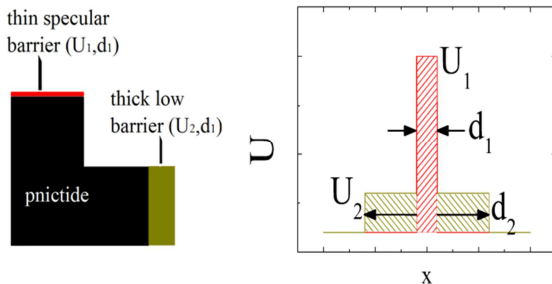 thin specular
barrier (U₁,d₁)
thick low
barrier (U₂,d₁)
pnictide
U
U₁
d₁
U₂
d₂
x